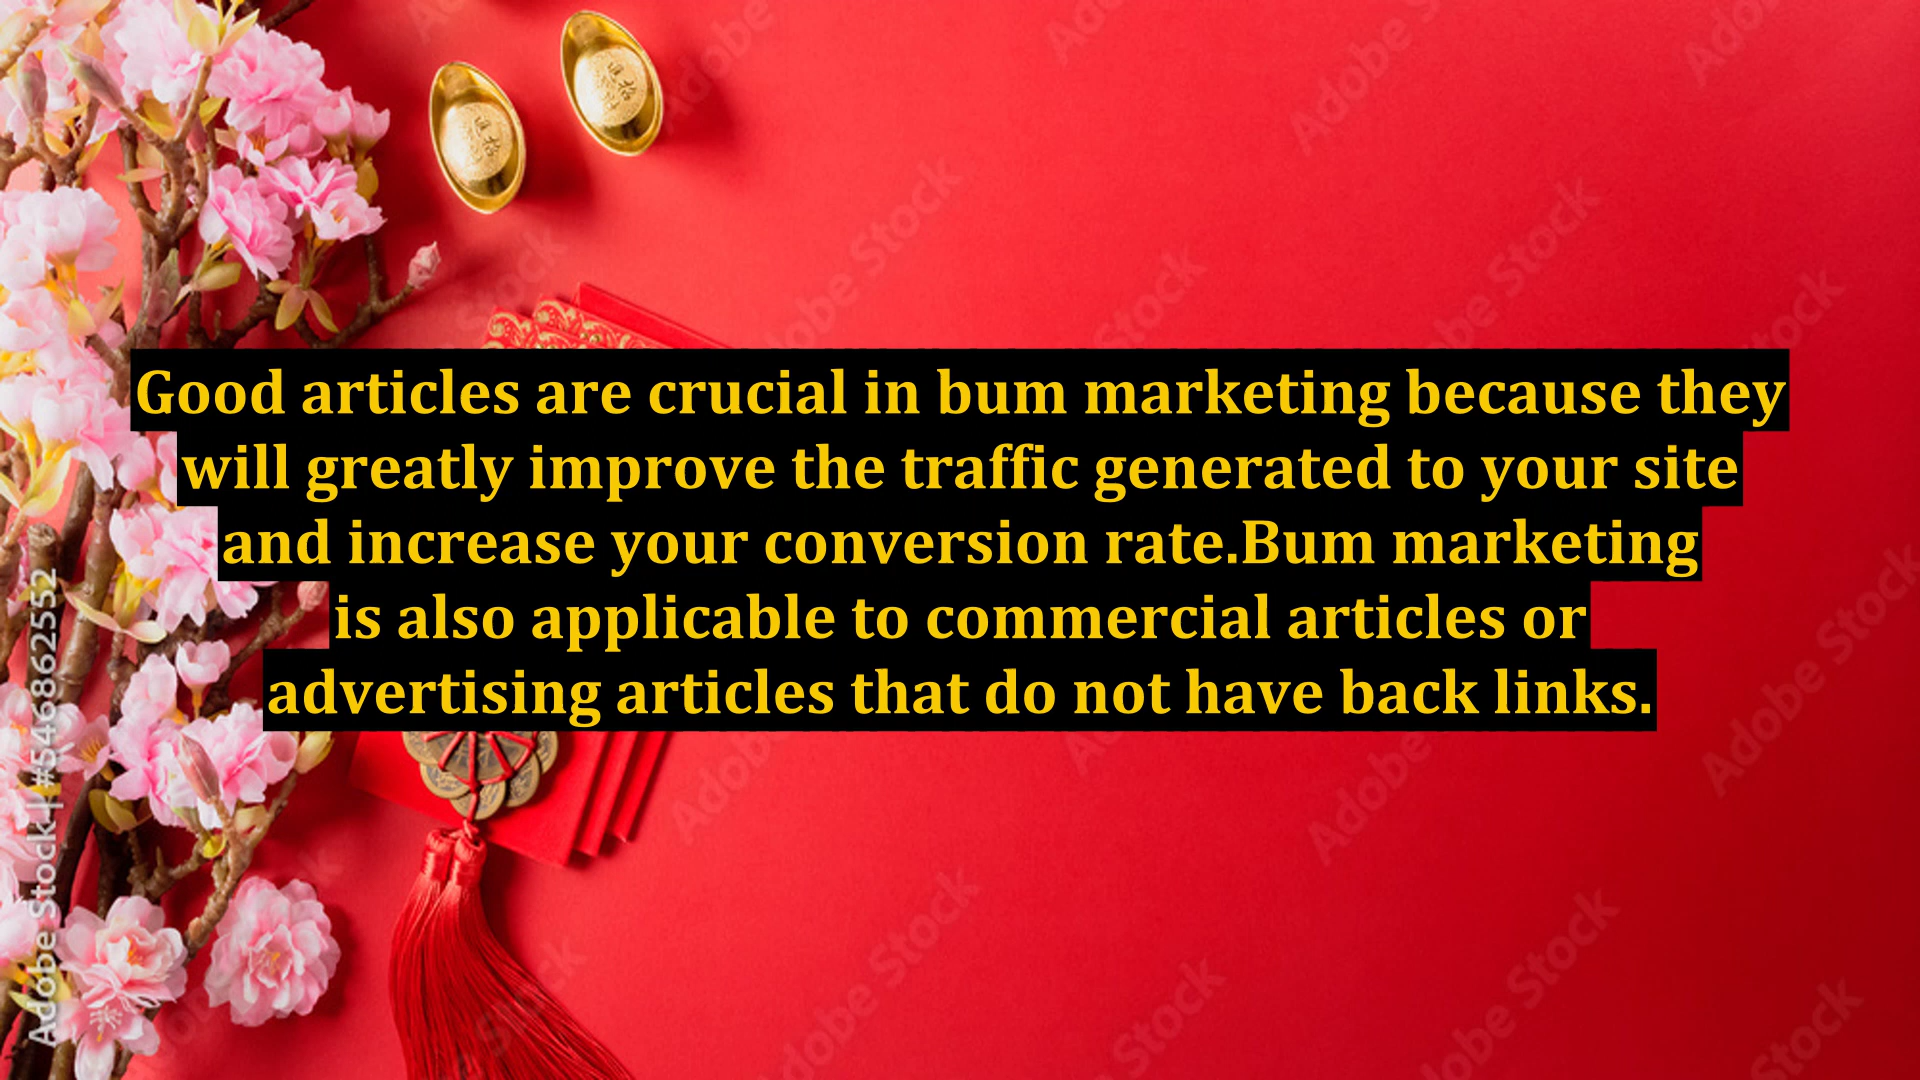 Good articles are crucial in bum marketing because they
will greatly improve the traffic generated to your site
and increase your conversion rate.Bum marketing
is also applicable to commercial articles or
advertising articles that do not have back links.
Adobe Stock | #546862552